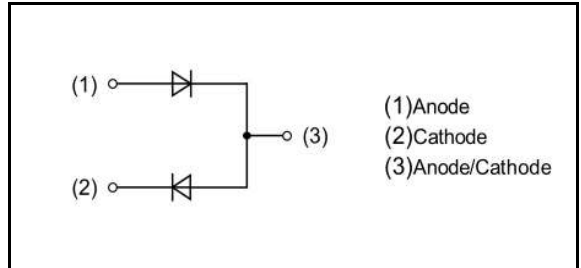 (1)
(1)Anode
(3)
(2)Cathode
(3)Anode/Cathode
(2)